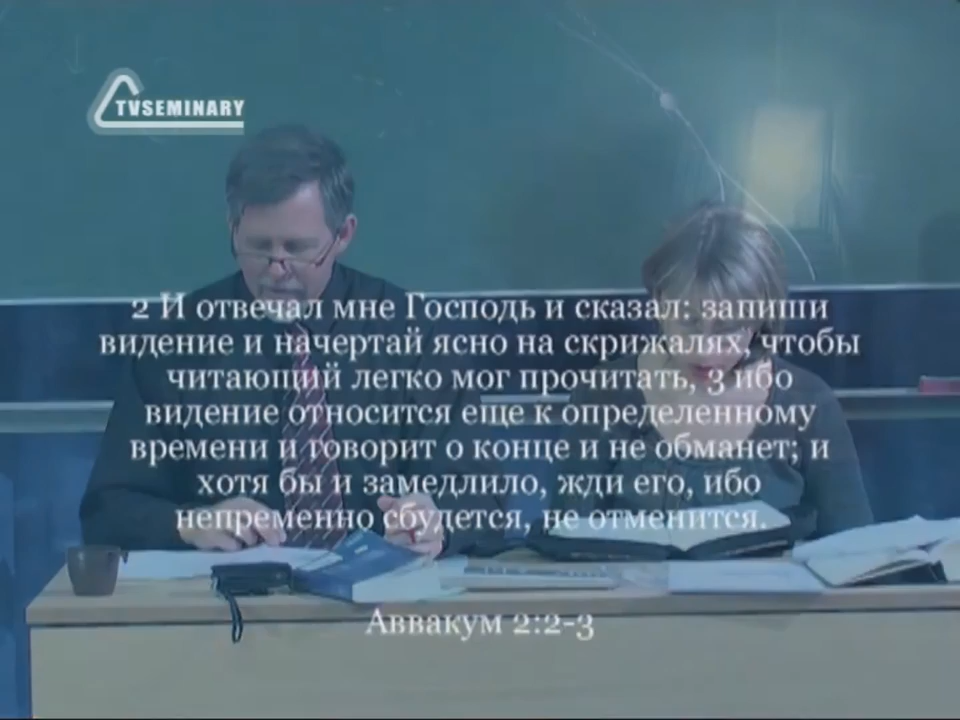 TVSEMINARY
2 И отвечал мне Господь и сказал: запиши
видение и начертай ясно на скрижалях, чтобы
читающий легко мог прочитать, 3 ибо
видение относится еще к определенному
времени и говорит о конце и не обманет; и
хотя бы и замедлило, жди его, ибо
непременно сбудется, не отменится.
Аввакум 2:2-3